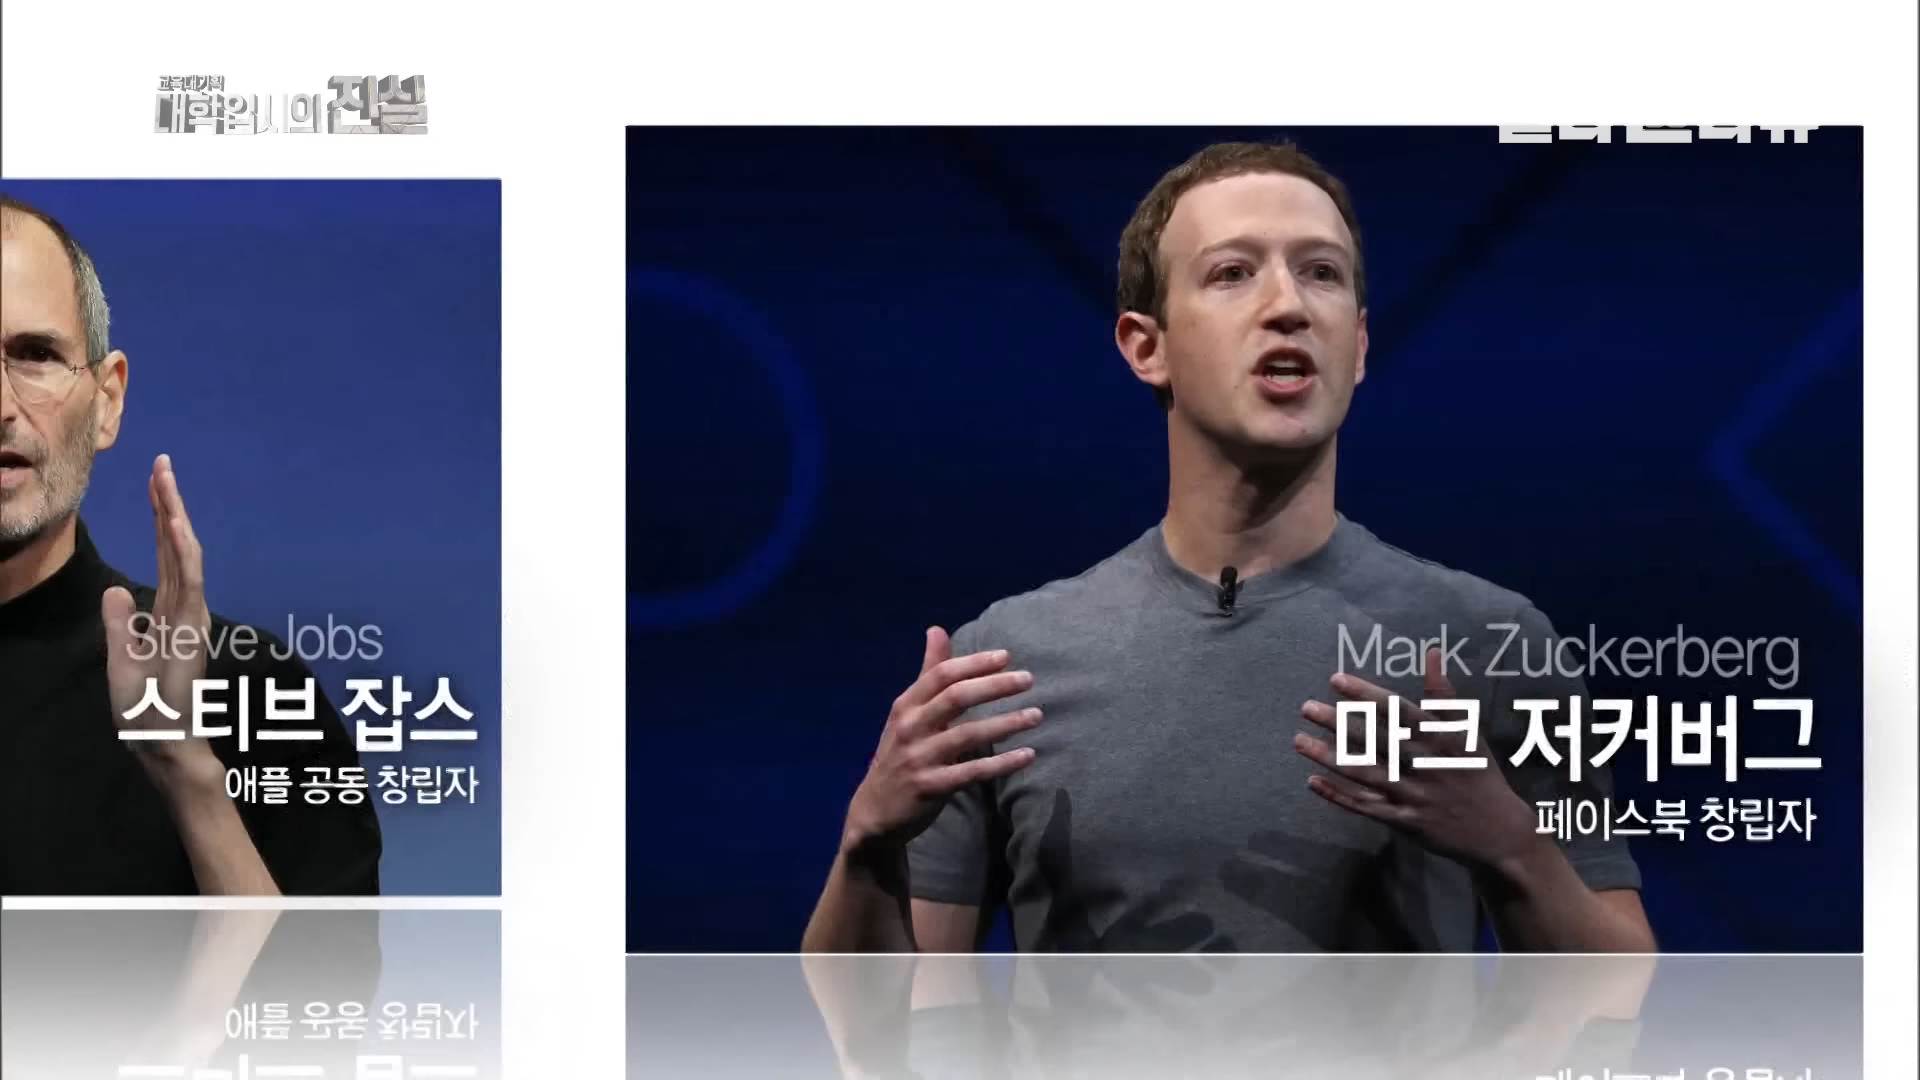 교육대기획
대학입시의 진실
Steve Jobs
스티브 잡스
애플 공동 창립자
Mark Zuckerberg
마크 저커버그
페이스북 창립자